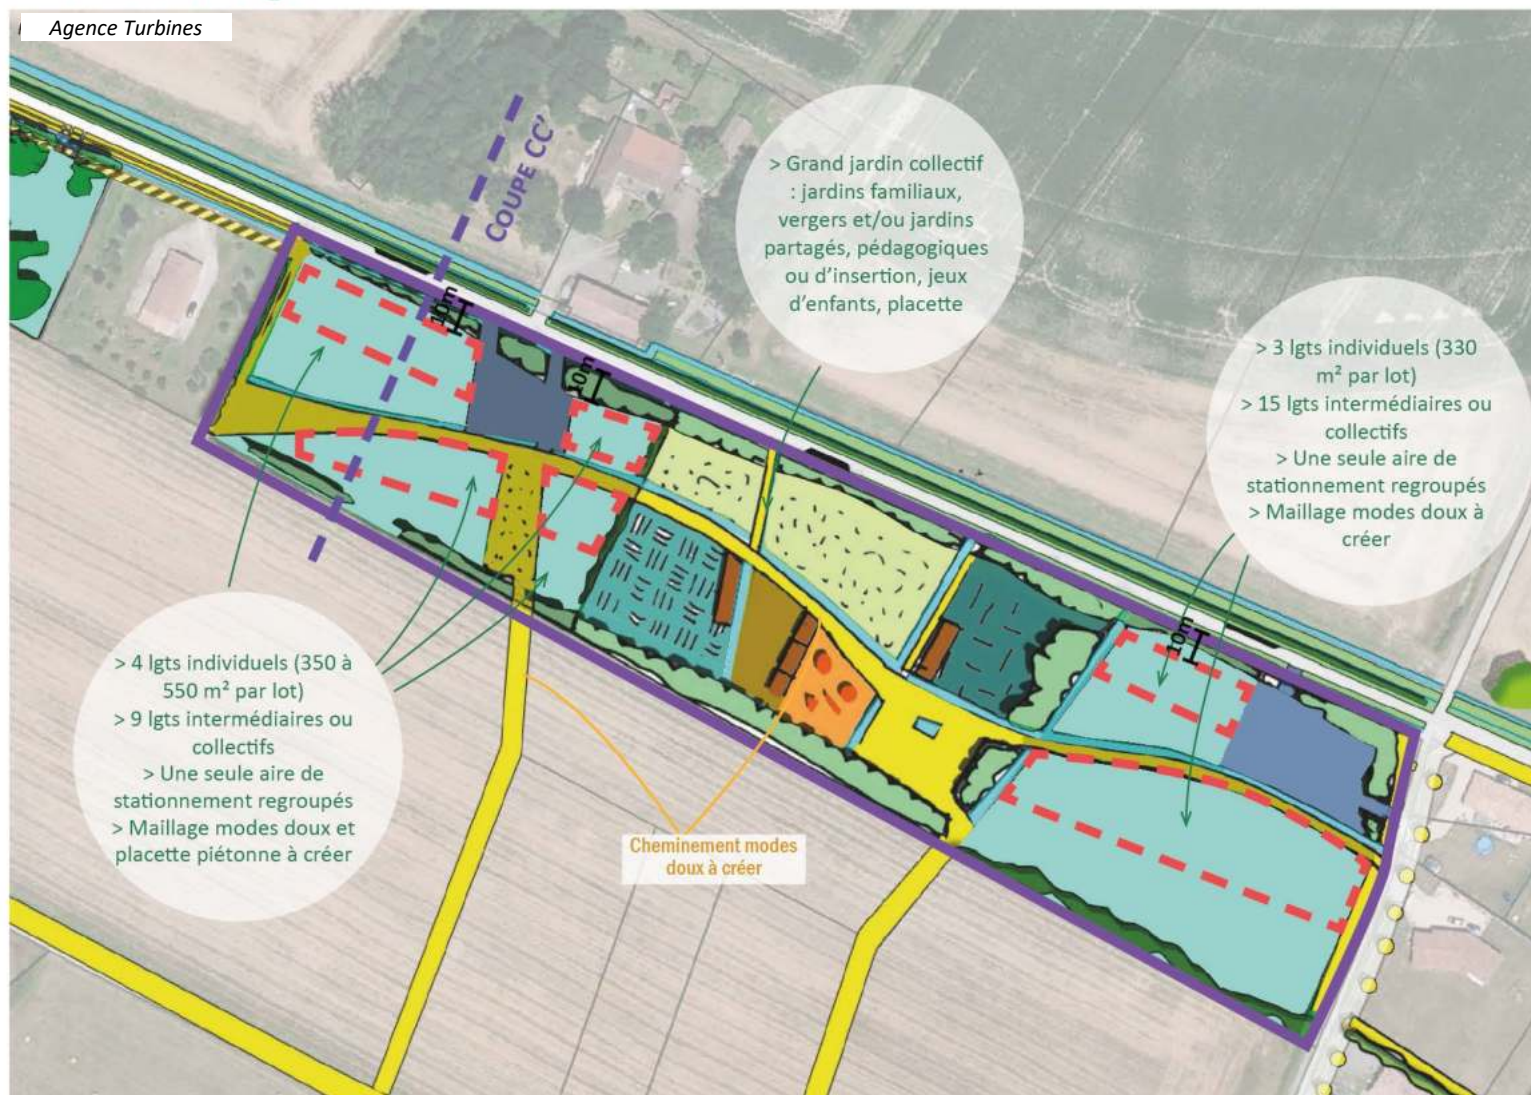 Agence Turbines
COUPE CC'
> Grand jardin collectif
: jardins familiaux,
vergers et/ou jardins
partagés, pédagogiques
ou d'insertion, jeux
d'enfants, placette
> 3 lgts individuels (330
m² par lot)
> 15 lgts intermédiaires ou
collectifs
> Une seule aire de
stationnement regroupés
> Maillage modes doux à
créer
10m
10m
> 4 lgts individuels (350 à
550 m² par lot)
> 9 lgts intermédiaires ou
collectifs
> Une seule aire de
stationnement regroupés
> Maillage modes doux et
placette piétonne à créer
Cheminement modes
doux à créer